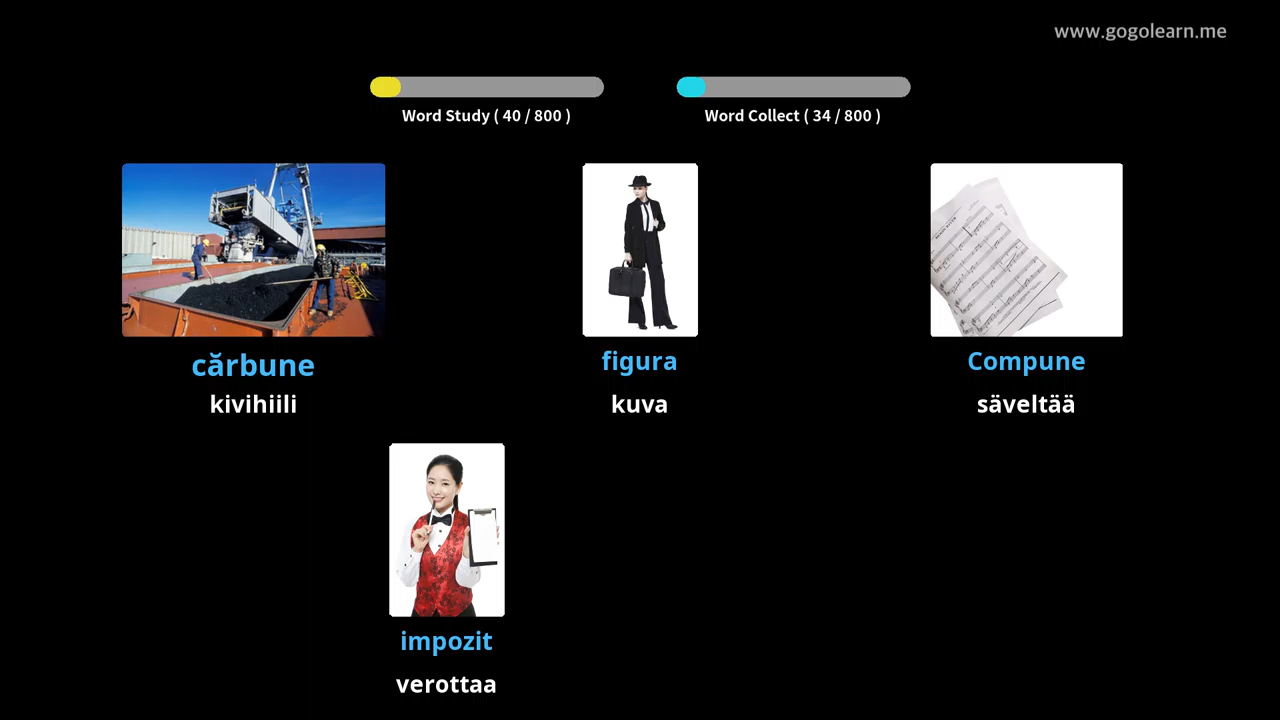 www.gogolearn.me
Word Study ( 40 / 800 )
Word Collect ( 34 / 800 )
cărbune
figura
Compune
kivihiili
kuva
säveltää
impozit
verottaa